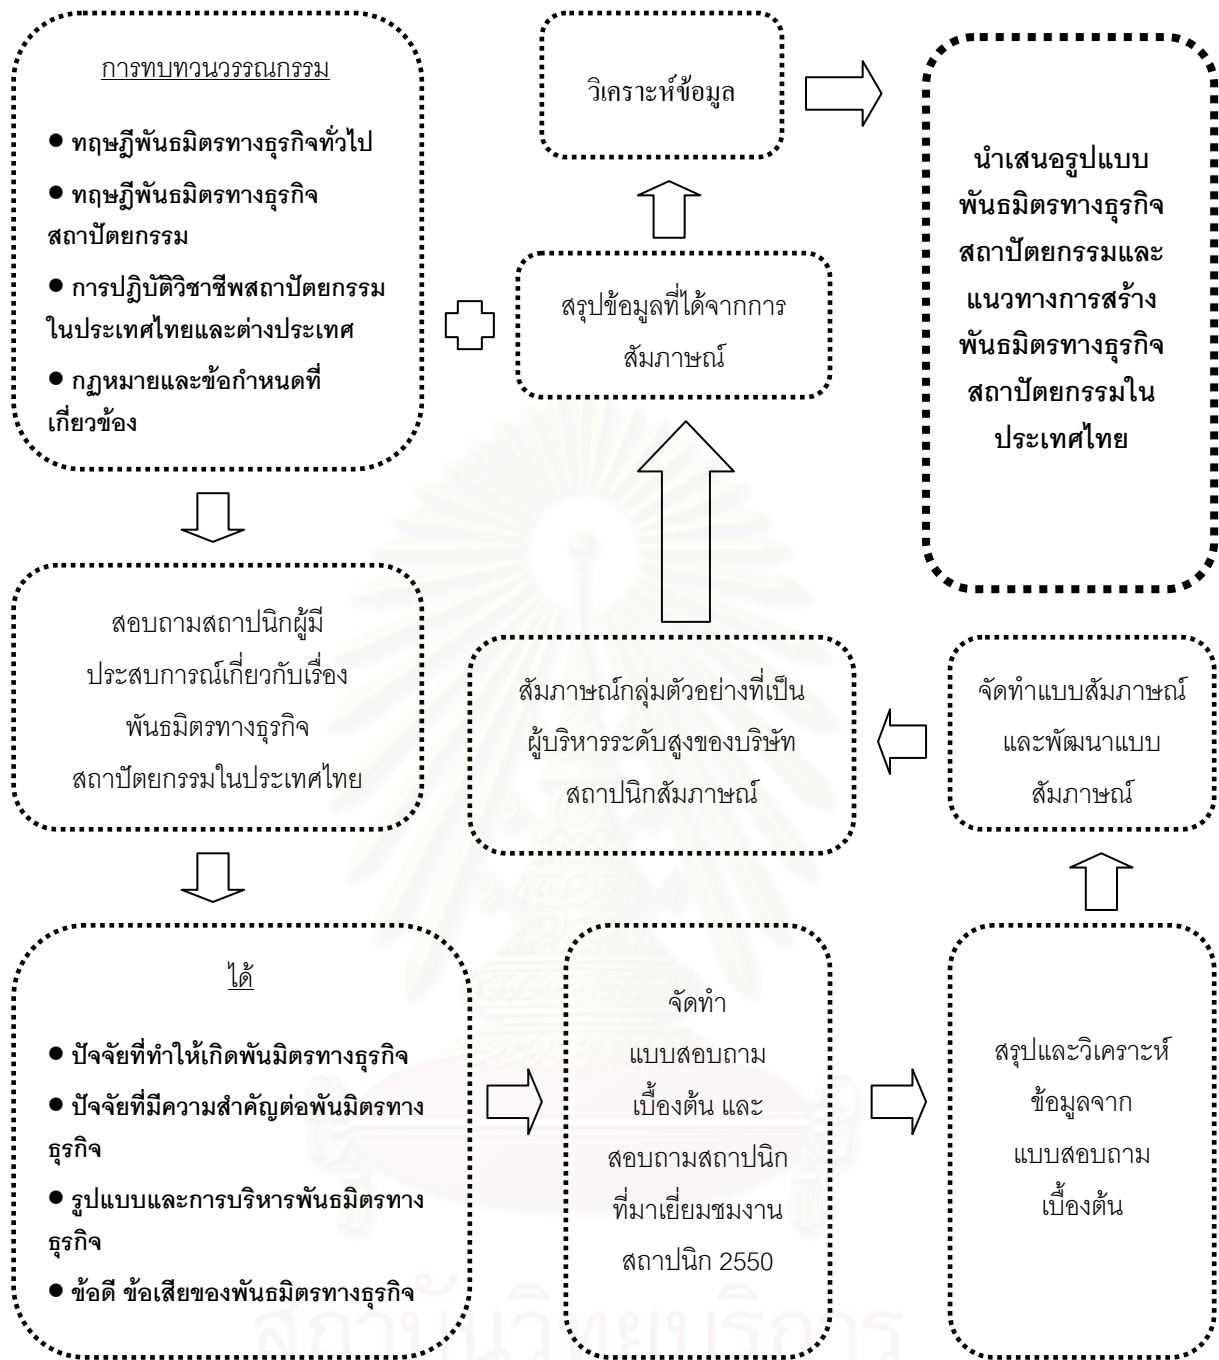 การทบทวนวรรณกรรม
● ทฤษฎีพันธมิตรทางธุรกิจทั่วไป
● ทฤษฎีพันธมิตรทางธุรกิจ
สถาปัตยกรรม
● การปฏิบัติวิชาชีพสถาปัตยกรรม
ในประเทศไทยและต่างประเทศ
● กฎหมายและข้อกำหนดที่
เกี่ยวข้อง
สอบถามสถาปนิกผู้มี
ประสบการณ์เกี่ยวกับเรื่อง
พันธมิตรทางธุรกิจ
สถาปัตยกรรมในประเทศไทย
ได้
● ปัจจัยที่ทำให้เกิดพันมิตรทางธุรกิจ
● ปัจจัยที่มีความสำคัญต่อพันมิตรทาง
ธุรกิจ
● รูปแบบและการบริหารพันธมิตรทาง
ธุรกิจ
● ข้อดี ข้อเสียของพันธมิตรทางธุรกิจ
จัดทำ
แบบสอบถาม
เบื้องต้น และ
สอบถามสถาปนิก
ที่มาเยี่ยมชมงาน
สถาปนิก 2550
สรุปและวิเคราะห์
ข้อมูลจาก
แบบสอบถาม
เบื้องต้น
จัดทำแบบสัมภาษณ์
และพัฒนาแบบ
สัมภาษณ์
สัมภาษณ์กลุ่มตัวอย่างที่เป็น
ผู้บริหารระดับสูงของบริษัท
สถาปนิกสัมภาษณ์
สรุปข้อมูลที่ได้จากการ
สัมภาษณ์
วิเคราะห์ข้อมูล
นำเสนอรูปแบบ
พันธมิตรทางธุรกิจ
สถาปัตยกรรมและ
แนวทางการสร้าง
พันธมิตรทางธุรกิจ
สถาปัตยกรรมใน
ประเทศไทย
สถาบันวิทยบริการ